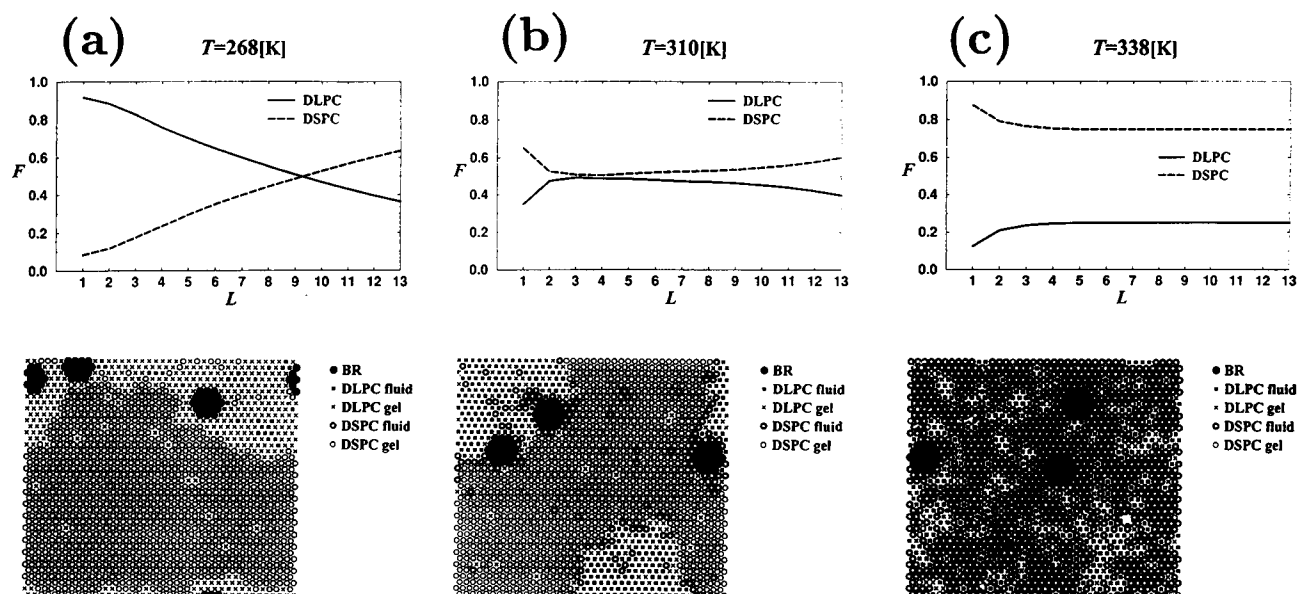 (a)
T=268[K]
1.0
0.8
0.6
F
0.4
0.2
0.0
DLPC
DSPC
1 2 3 4 5 6 7 8 9 10 11 12 13
L
BR
DLPC fluid
DLPC gel
DSPC fluid
DSPC gel
(b)
T=310[K]
1.0
0.8
0.6
F
0.4
0.2
0.0
DLPC
DSPC
1 2 3 4 5 6 7 8 9 10 11 12 13
L
BR
DLPC fluid
DLPC gel
DSPC fluid
DSPC gel
(c)
T=338[K]
1.0
0.8
0.6
F
0.4
0.2
0.0
DLPC
DSPC
1 2 3 4 5 6 7 8 9 10 11 12 13
L
BR
DLPC fluid
DLPC gel
DSPC fluid
DSPC gel